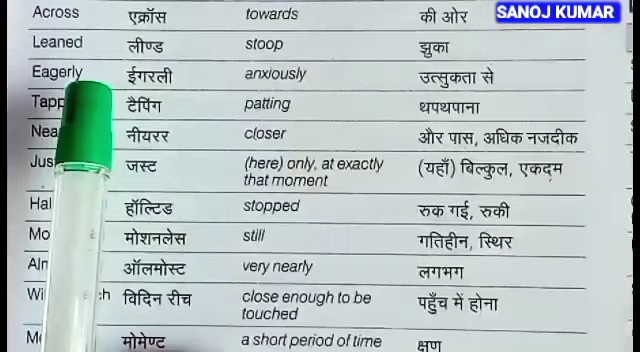 SANOJ KUMAR
Across एक्रॉस towards की ओर
Leaned लीण्ड stoop झुका
Eagerly ईगरली anxiously उत्सुकता से
टैपिंग patting थपथपाना
नीयरर closer और पास, अधिक नजदीक
जस्ट (here) only, at exactly (यहाँ) बिल्कुल, एकदम
that moment
हॉल्टिड stopped रुक गई, रुकी
मोशनलेस still गतिहीन, स्थिर
ऑलमोस्ट very nearly लगभग
विदिन रीच close enough to be पहुँच में होना
touched
मोमेण्ट a short period of time क्षण